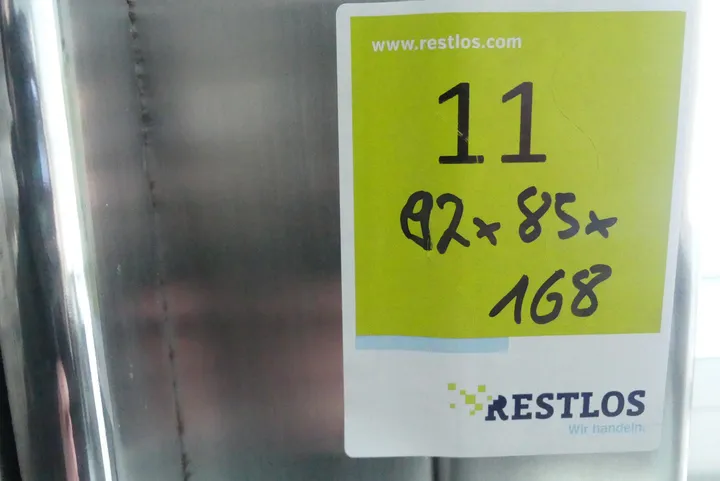 www.restlos.com
11
92x85x
168
RESTLOS
Wir handeln.